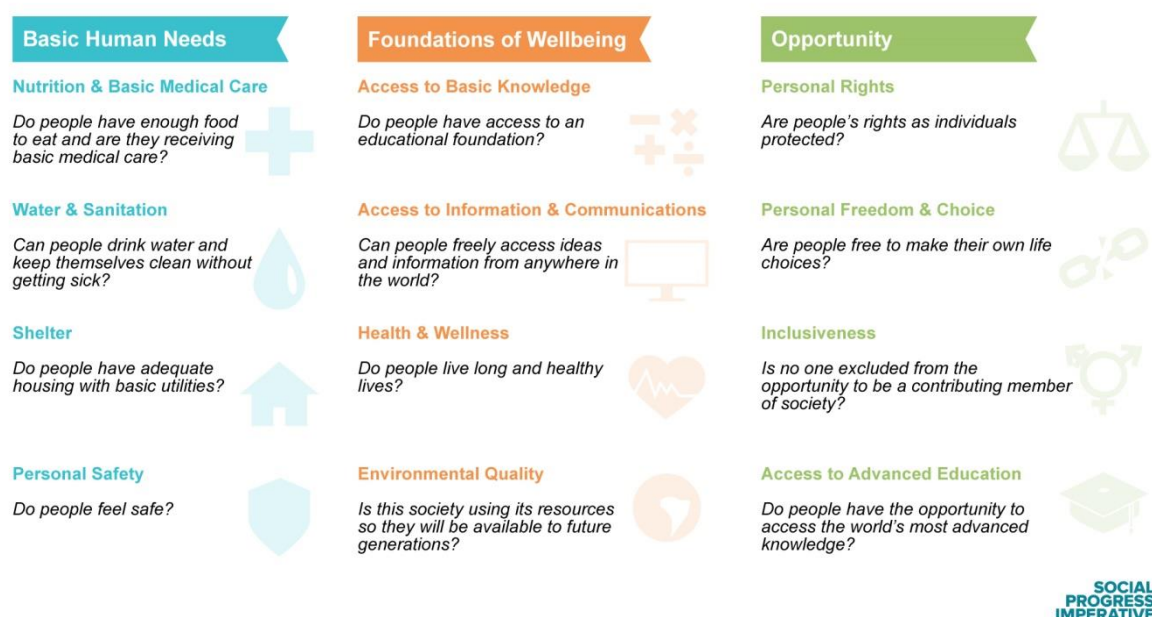 Basic Human Needs
Nutrition & Basic Medical Care
Do people have enough food
to eat and are they receiving
basic medical care?
Water & Sanitation
Can people drink water and
keep themselves clean without
getting sick?
Shelter
Do people have adequate
housing with basic utilities?
Personal Safety
Do people feel safe?
Foundations of Wellbeing
Access to Basic Knowledge
Do people have access to an
educational foundation?
Access to Information & Communications
Can people freely access ideas
and information from anywhere in
the world?
Health & Wellness
Do people live long and healthy
lives?
Environmental Quality
Is this society using its resources
so they will be available to future
generations?
Opportunity
Personal Rights
Are people's rights as individuals
protected?
Personal Freedom & Choice
Are people free to make their own life
choices?
Inclusiveness
Is no one excluded from the
opportunity to be a contributing member
of society?
Access to Advanced Education
Do people have the opportunity to
access the world's most advanced
knowledge?
SOCIAL
PROGRESS
IMPERATIVE